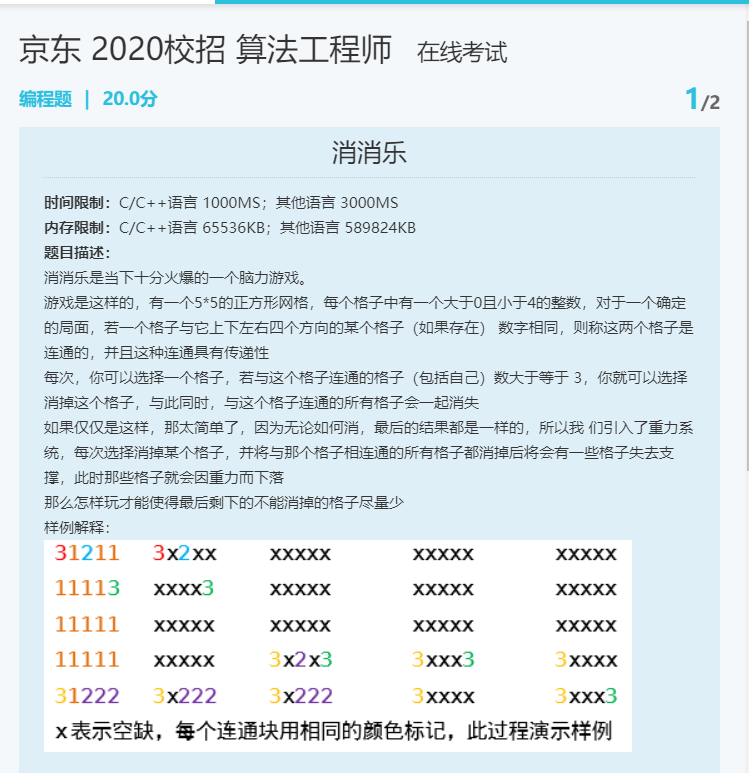 京东 2020校招 算法工程师 在线考试
编程题 | 20.0分 1/2
消消乐
时间限制：C/C++语言 1000MS；其他语言 3000MS
内存限制：C/C++语言 65536KB；其他语言 589824KB
题目描述：
消消乐是当下十分火爆的一个脑力游戏。
游戏是这样的，有一个5*5的正方形网格，每个格子中有一个大于0且小于4的整数，对于一个确定
的局面，若一个格子与它上下左右四个方向的某个格子（如果存在） 数字相同，则称这两个格子是
连通的，并且这种连通具有传递性
每次，你可以选择一个格子，若与这个格子连通的格子（包括自己）数大于等于 3，你就可以选择
消掉这个格子，与此同时，与这个格子连通的所有格子会一起消失
如果仅仅是这样，那太简单了，因为无论如何消，最后的结果都是一样的，所以我 们引入了重力系
统，每次选择消掉某个格子，并将与那个格子相连通的所有格子都消掉后将会有一些格子失去支
撑，此时那些格子就会因重力而下落
那么怎样玩才能使得最后剩下的不能消掉的格子尽量少
样例解释：
31211 3x2xx xxxxx xxxxx xxxxx
11113 xxxx3 xxxxx xxxxx xxxxx
11111 xxxxx xxxxx xxxxx xxxxx
11111 xxxxx 3x2x3 3xxx3 3xxxx
31222 3x222 3x222 3xxxx 3xxx3
x表示空缺，每个连通块用相同的颜色标记，此过程演示样例